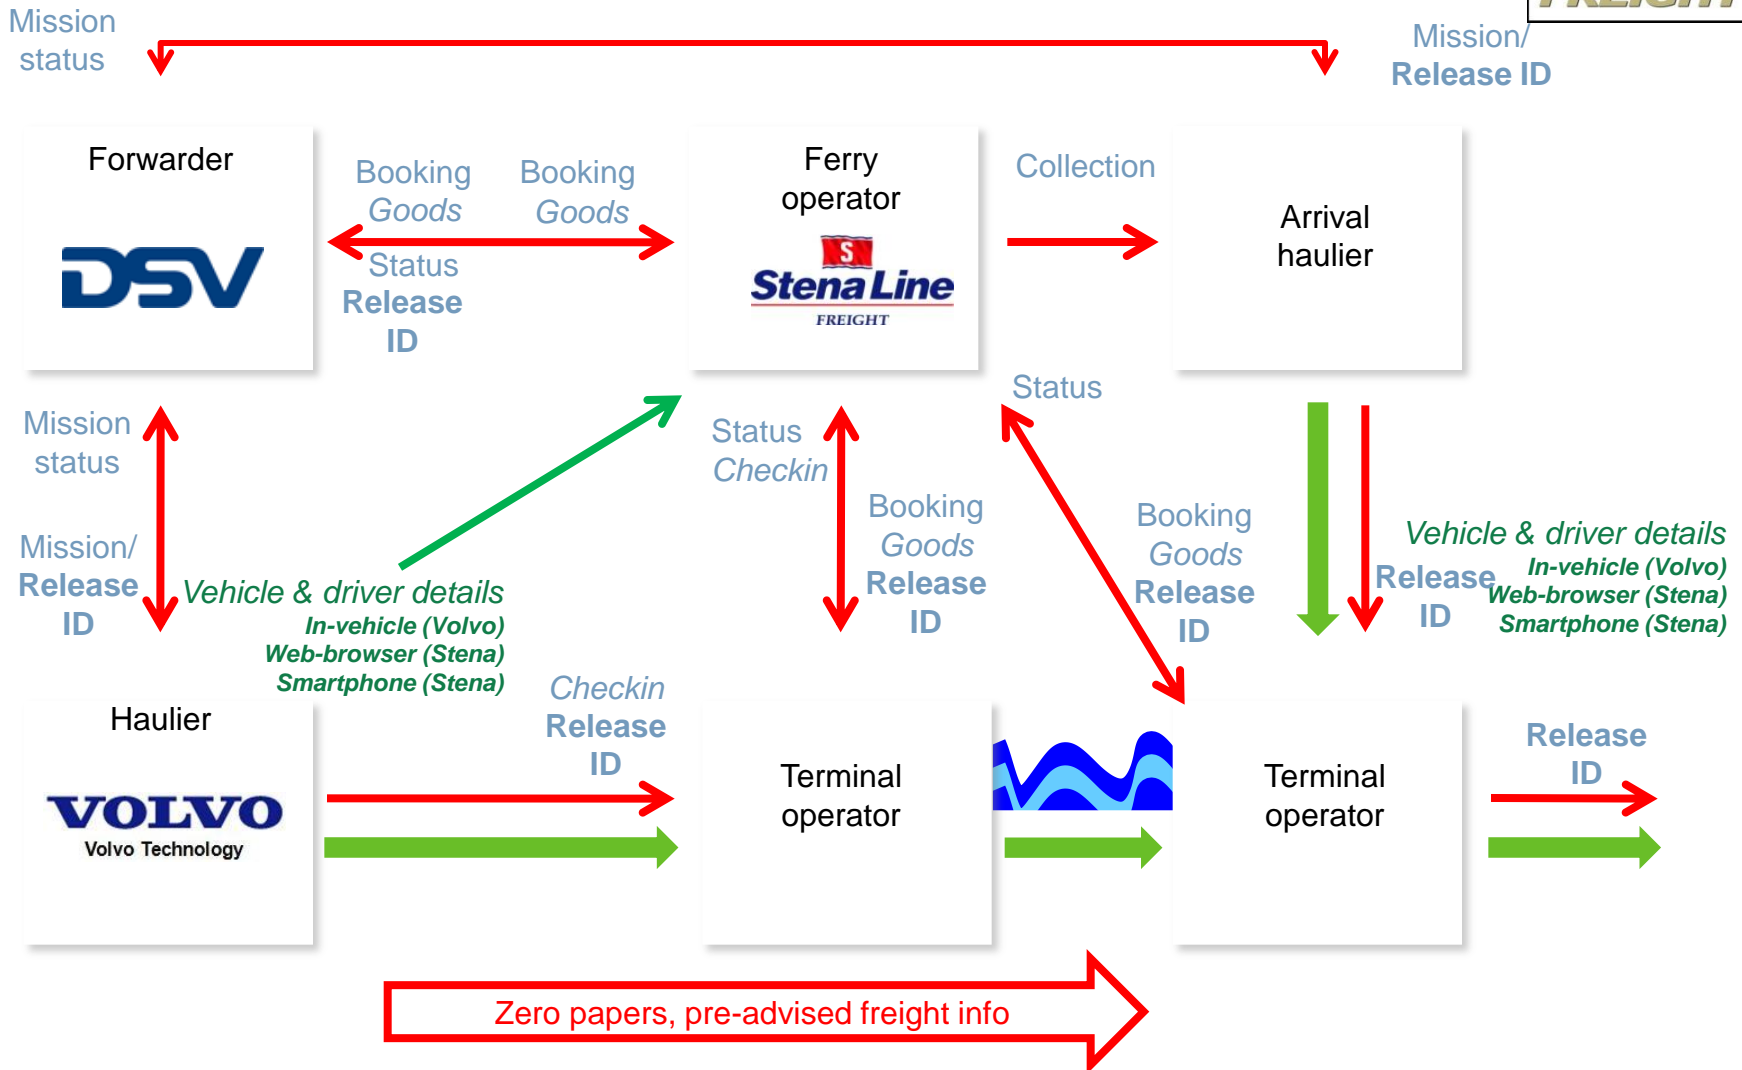 FREIGHT
Mission
status
Mission/
Release ID
Forwarder
DSV
Booking
Goods
Booking
Goods
Status
Release
ID
Ferry
operator
S
Stena Line
FREIGHT
Collection
Arrival
haulier
Mission
status
Mission/
Release
ID
Status
Checkin
Status
Booking
Goods
Release
ID
Booking
Goods
Release
ID
Vehicle & driver details
In-vehicle (Volvo)
Web-browser (Stena)
Smartphone (Stena)
Release
ID
Vehicle & driver details
In-vehicle (Volvo)
Web-browser (Stena)
Smartphone (Stena)
Haulier
VOLVO
Volvo Technology
Checkin
Release
ID
Terminal
operator
Terminal
operator
Release
ID
Zero papers, pre-advised freight info